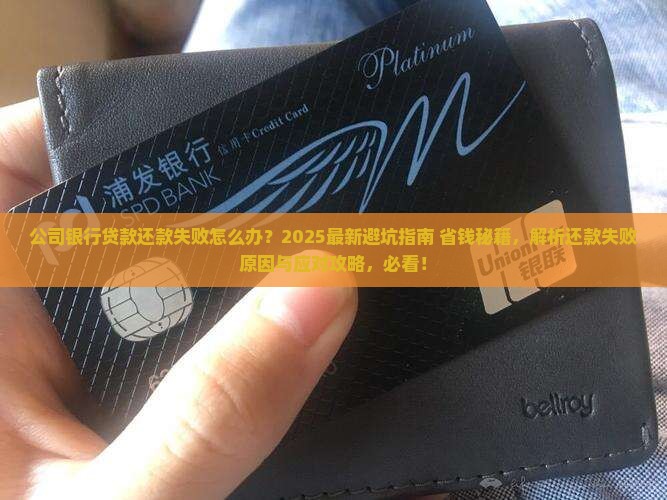 Platinum
信用卡Credit Card
浦发银行
SPD BANK
公司银行贷款还款失败怎么办？2025最新避坑指南 省钱秘籍，解析还款失败
原因与应对攻略，必看！
Union
银联
bellroy